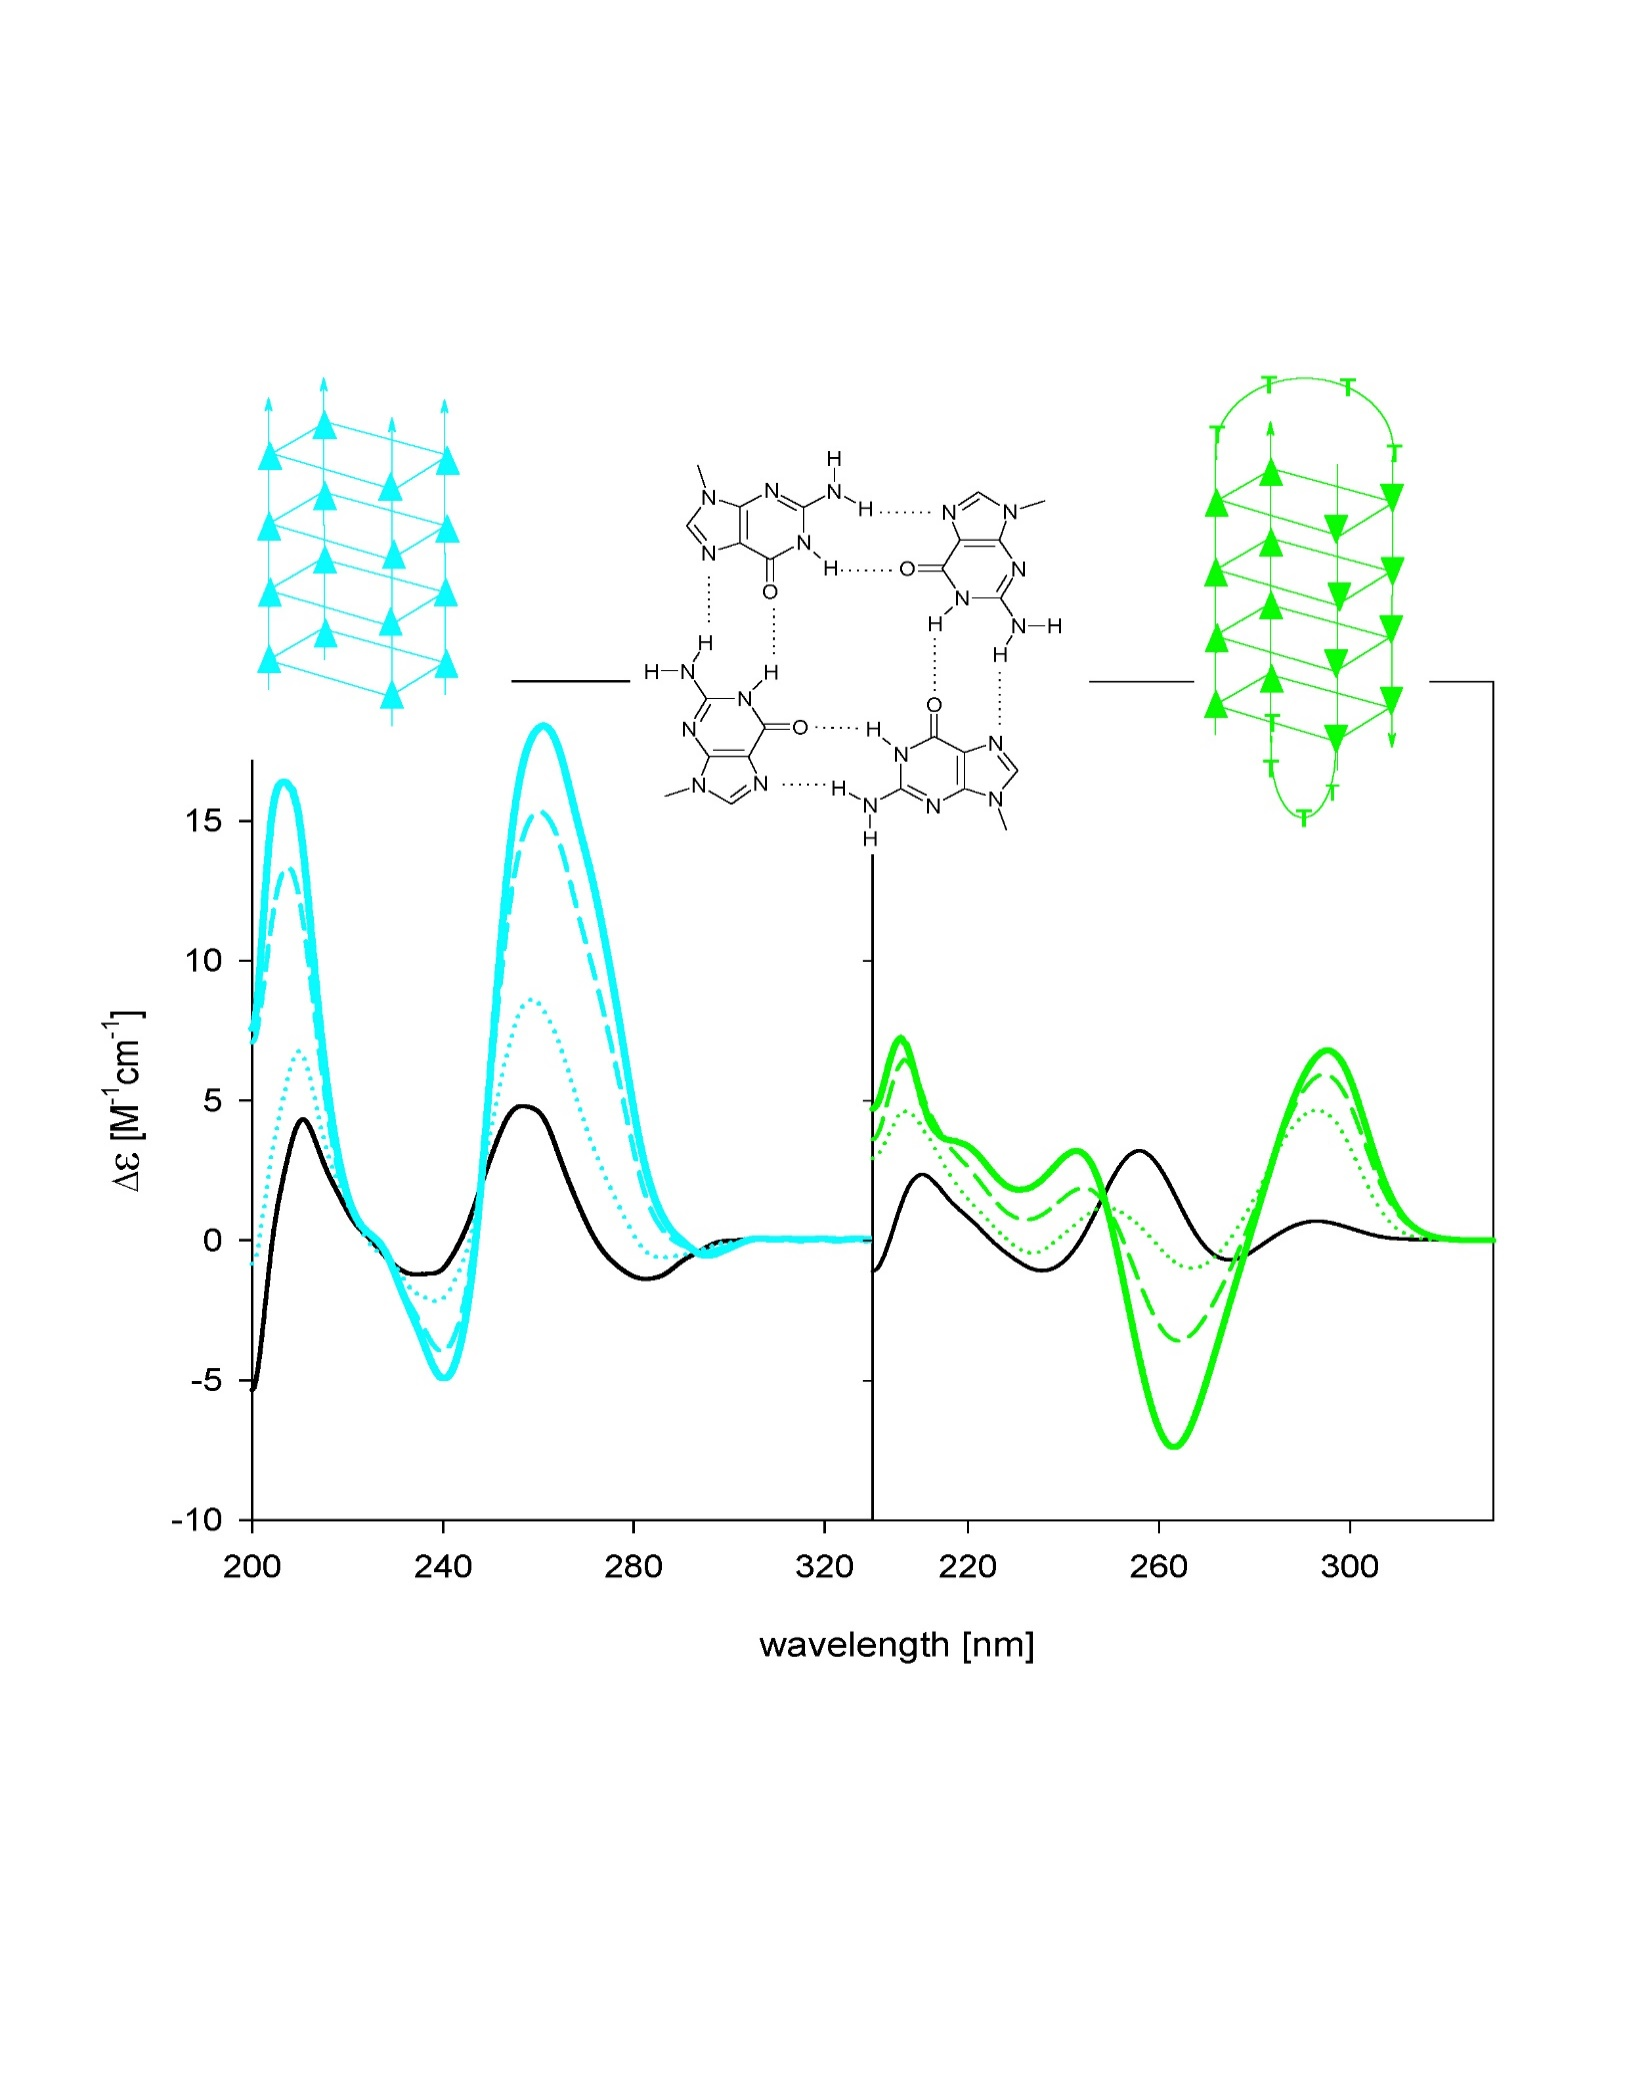 T T
T T
H
N N N H N N
N N H O N
O H N
H H N H
H H
H N N H O
N O H N N
N N H N N N
H
T
T T
T
15
10
5
0
-5
-10
Δε [M-1cm-1]
200 240 280 320 220 260 300
wavelength [nm]